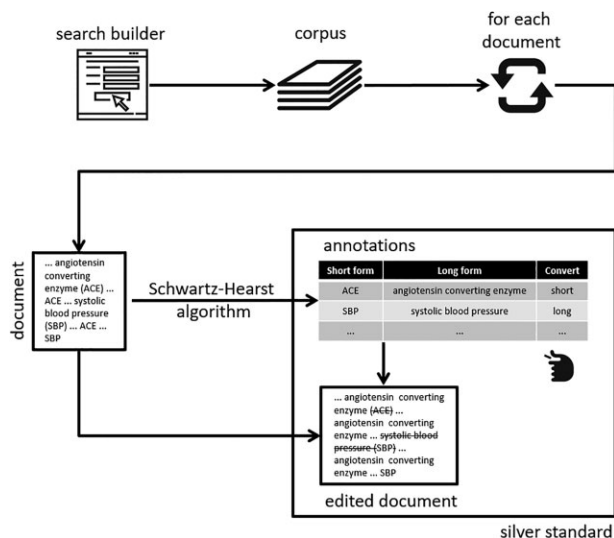 search builder
corpus
for each
document
document
... angiotensin
converting
enzyme (ACE) ...
ACE ... systolic
blood pressure
(SBP) ... ACE ...
SBP
Schwartz-Hearst
algorithm
annotations
Short form Long form Convert
ACE angiotensin converting enzyme short
SBP systolic blood pressure long
... ... ...
... angiotensin converting
enzyme (ACE) ...
angiotensin converting
enzyme ... systolic blood
pressure (SBP) ...
angiotensin converting
enzyme ... SBP
edited document
silver standard